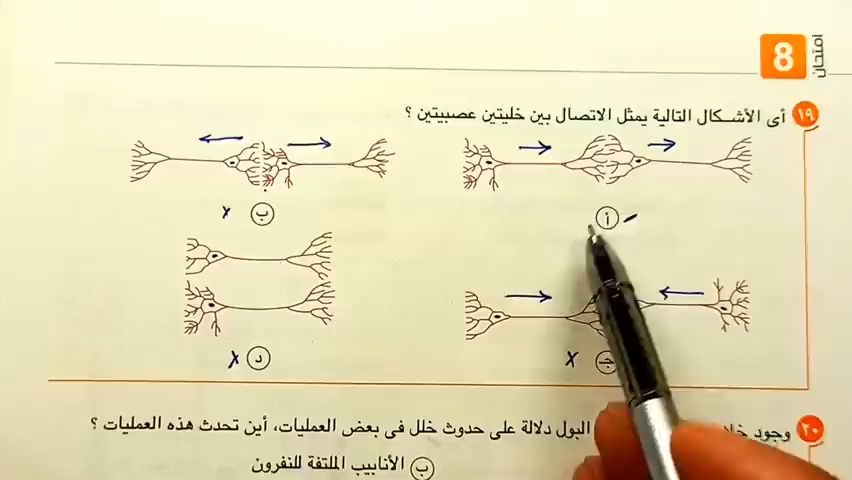 امتحان 8
١٩ أى الأشكال التالية يمثل الاتصال بين خليتين عصبيتين ؟
أ
ب
ج
د
٢٠ وجود البول دلالة على حدوث خلل فى بعض العمليات، أين تحدث هذه العمليات ؟
ب الأنابيب الملتفة للنفرون